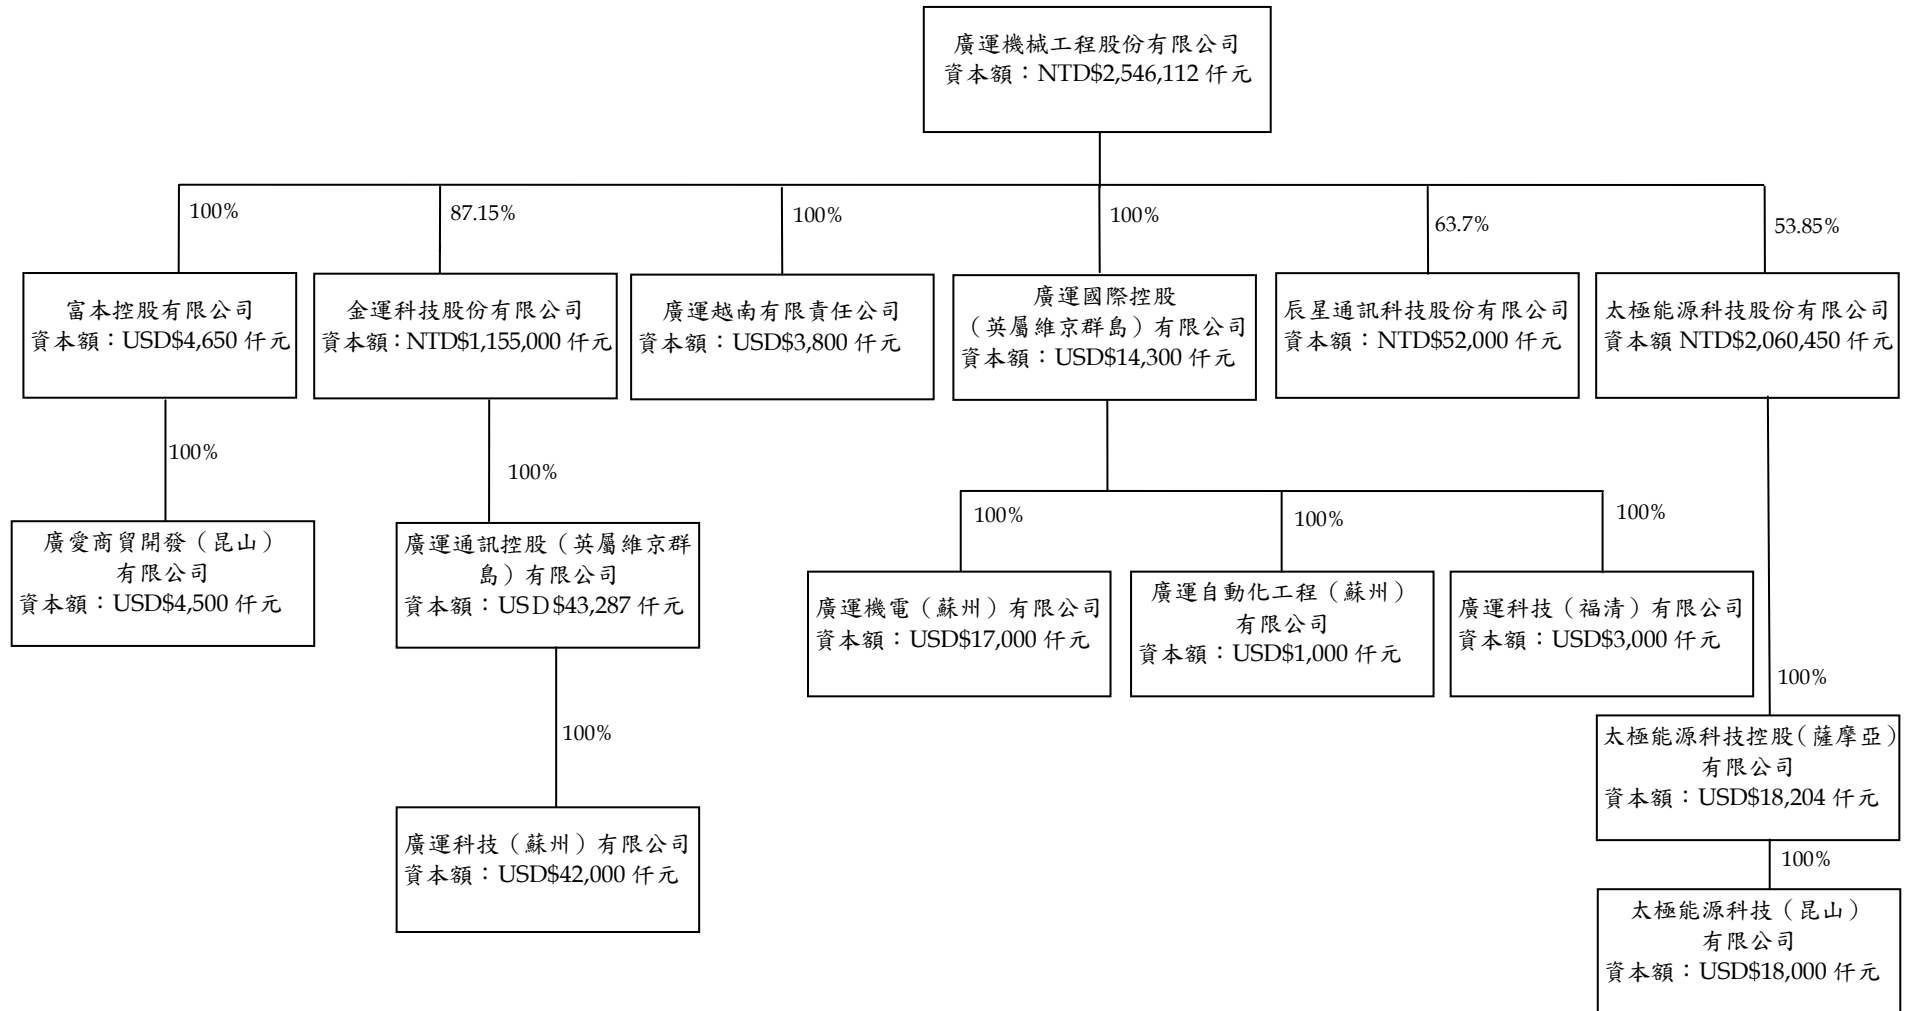 廣運機械工程股份有限公司
資本額：NTD$2,546,112 仟元
100%
87.15%
100%
100%
63.7%
53.85%
富本控股有限公司
資本額：USD$4,650 仟元
金運科技股份有限公司
資本額：NTD$1,155,000 仟元
廣運越南有限責任公司
資本額：USD$3,800 仟元
廣運國際控股
（英屬維京群島）有限公司
資本額：USD$14,300 仟元
辰星通訊科技股份有限公司
資本額：NTD$52,000 仟元
太極能源科技股份有限公司
資本額 NTD$2,060,450 仟元
100%
100%
100%
100%
100%
廣愛商貿開發（昆山）
有限公司
資本額：USD$4,500 仟元
廣運通訊控股（英屬維京群
島）有限公司
資本額：USD$43,287 仟元
廣運機電（蘇州）有限公司
資本額：USD$17,000 仟元
廣運自動化工程（蘇州）
有限公司
資本額：USD$1,000 仟元
廣運科技（福清）有限公司
資本額：USD$3,000 仟元
100%
100%
太極能源科技控股（薩摩亞）
有限公司
資本額：USD$18,204 仟元
廣運科技（蘇州）有限公司
資本額：USD$42,000 仟元
100%
太極能源科技（昆山）
有限公司
資本額：USD$18,000 仟元